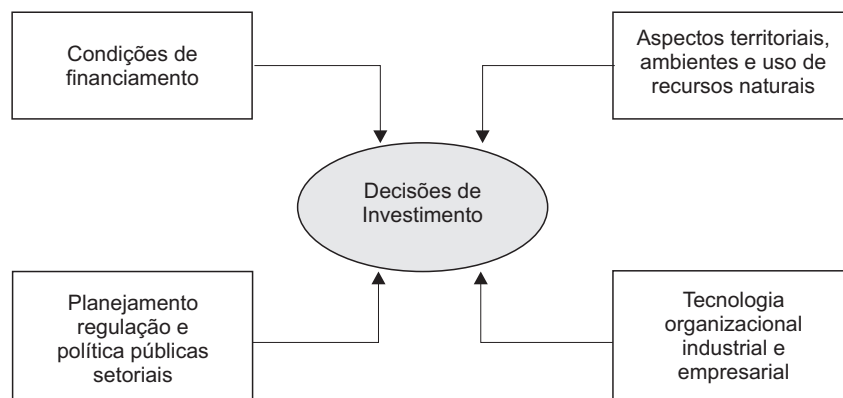 Condições de
financiamento
Aspectos territoriais,
ambientes e uso de
recursos naturais
Decisões de
Investimento
Planejamento
regulação e
política públicas
setoriais
Tecnologia
organizacional
industrial e
empresarial